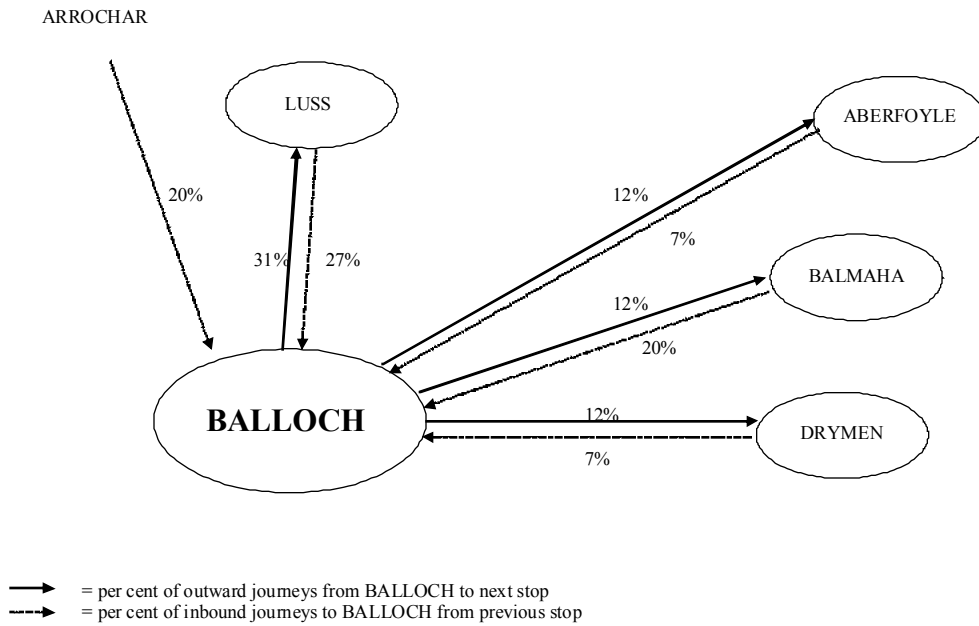 ARROCHAR
LUSS
ABERFOYLE
20%
12%
7%
31%
27%
BALMAHA
12%
20%
BALLOCH
12%
DRYMEN
7%
= per cent of outward journeys from BALLOCH to next stop
= per cent of inbound journeys to BALLOCH from previous stop